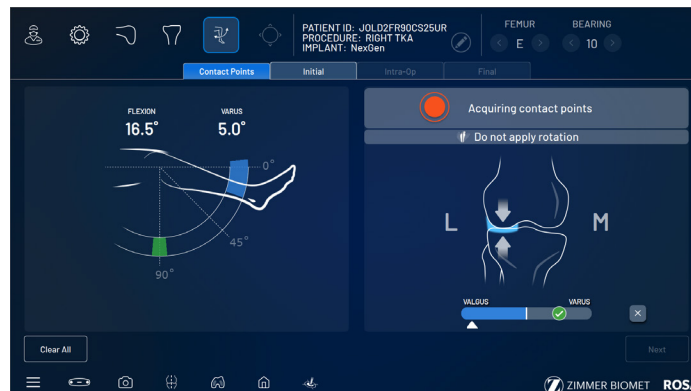 PATIENT ID: JOLD2FR90CS25UR
PROCEDURE: RIGHT TKA
IMPLANT: NexGen
FEMUR
E
BEARING
10
Contact Points
Initial
Intra-Op
Final
FLEXION
16.5°
VARUS
5.0°
0°
45°
90°
Acquiring contact points
Do not apply rotation
L
M
VALGUS
VARUS
Clear All
Next
ZIMMER BIOMET
ROS